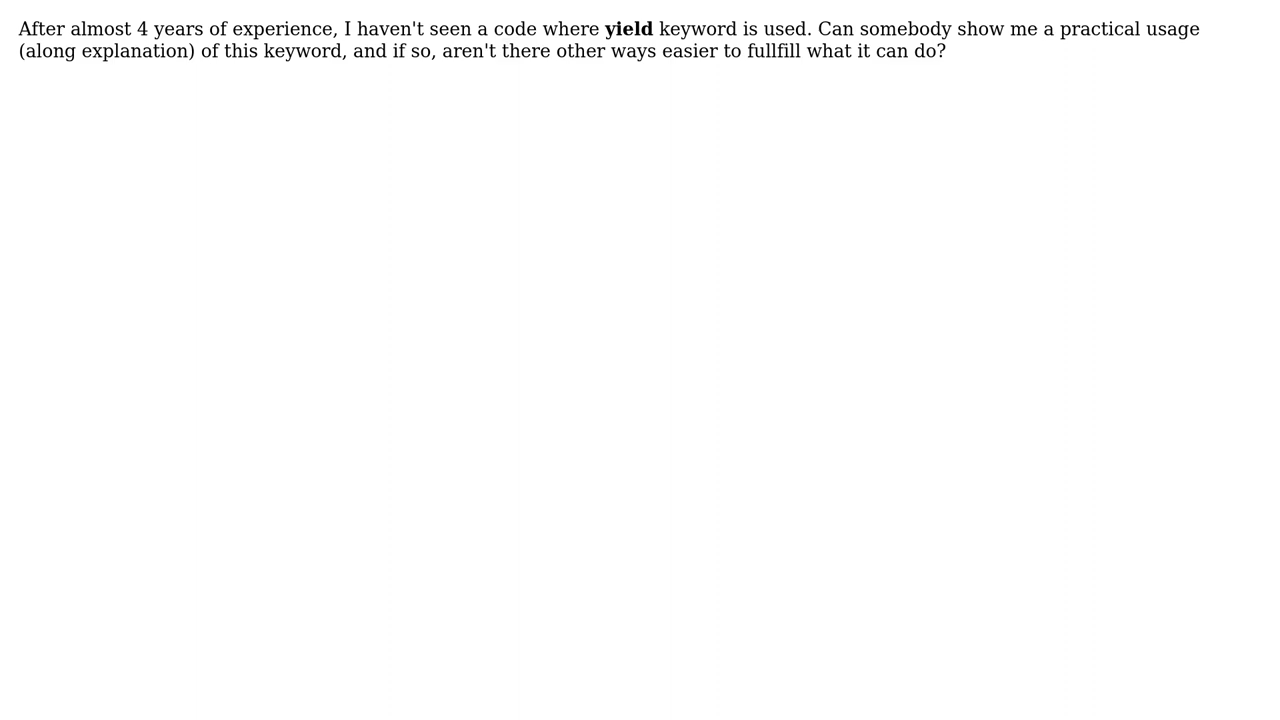 After almost 4 years of experience, I haven't seen a code where yield keyword is used. Can somebody show me a practical usage
(along explanation) of this keyword, and if so, aren't there other ways easier to fullfill what it can do?